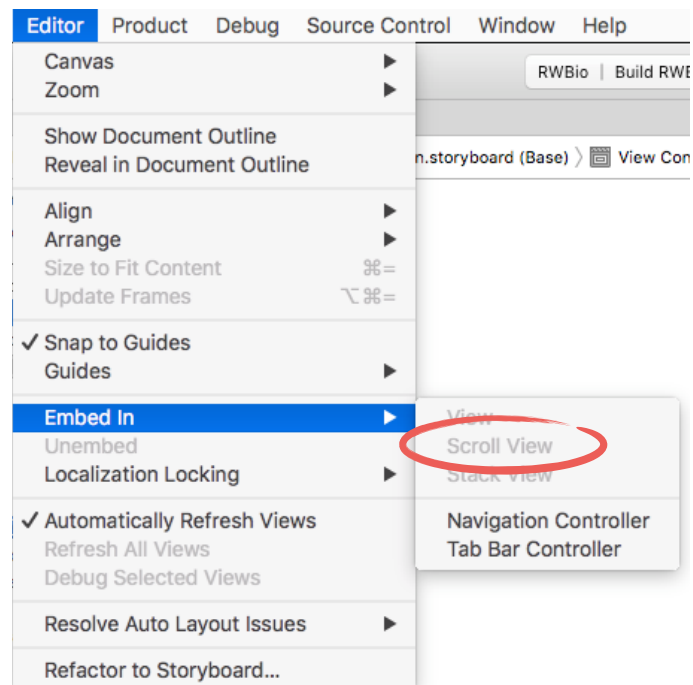 Editor Product Debug Source Control Window Help
Canvas
Zoom
RWBio | Build RWB
Show Document Outline
Reveal in Document Outline
n.storyboard (Base) View Con
Align
Arrange
Size to Fit Content ⌘=
Update Frames ⌥⌘=
✓ Snap to Guides
Guides
Embed In
Unembed
Localization Locking
View
Scroll View
Stack View
Navigation Controller
Tab Bar Controller
✓ Automatically Refresh Views
Refresh All Views
Debug Selected Views
Resolve Auto Layout Issues
Refactor to Storyboard...